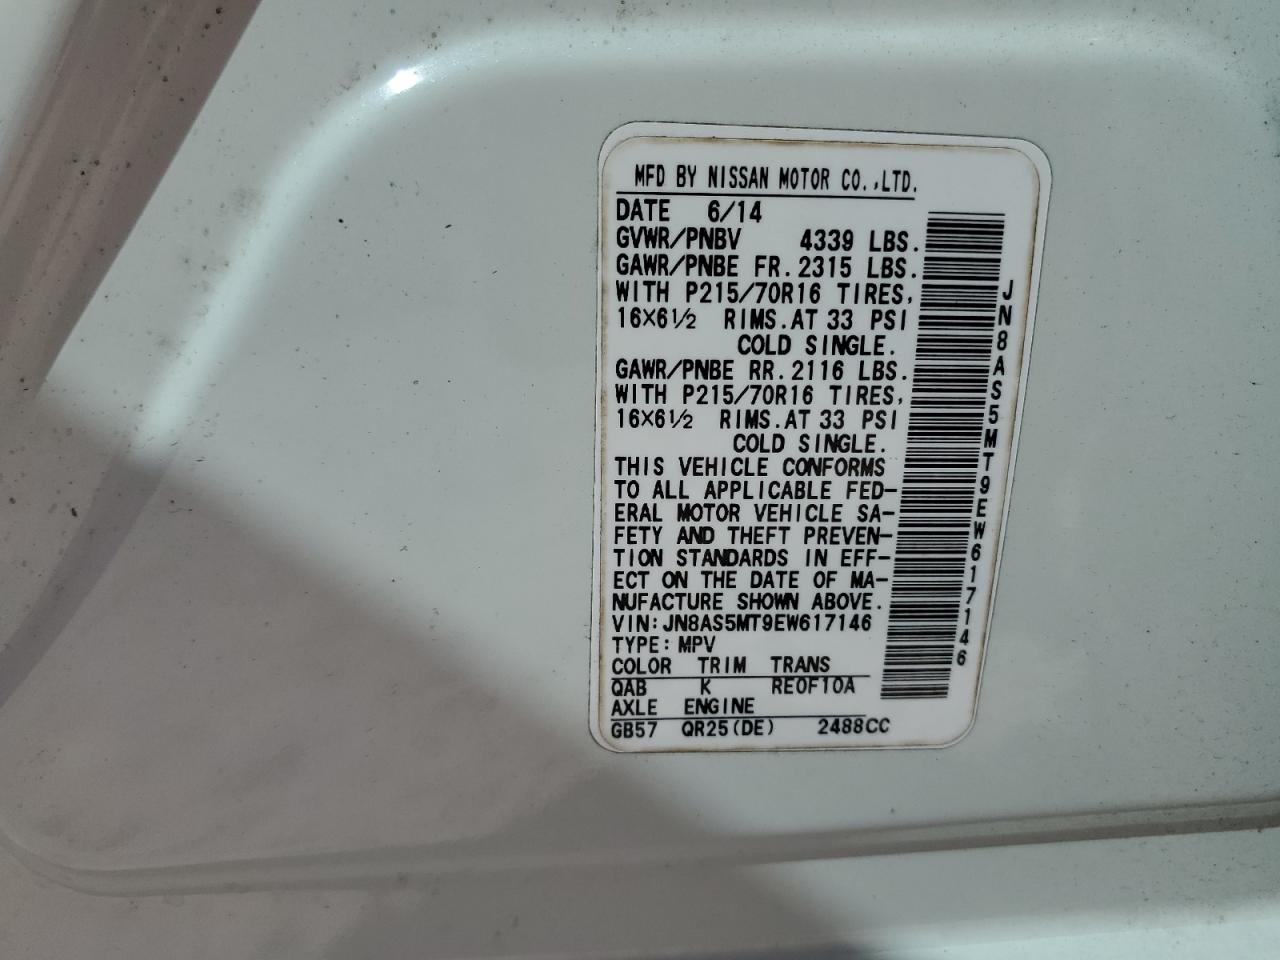 MFD BY NISSAN MOTOR CO.,LTD.
DATE 6/14
GVWR/PNBV 4339 LBS.
GAWR/PNBE FR.2315 LBS.
WITH P215/70R16 TIRES,
16X6½ RIMS.AT 33 PSI
COLD SINGLE.
GAWR/PNBE RR.2116 LBS.
WITH P215/70R16 TIRES,
16X6½ RIMS.AT 33 PSI
COLD SINGLE.
THIS VEHICLE CONFORMS
TO ALL APPLICABLE FED-
ERAL MOTOR VEHICLE SA-
FETY AND THEFT PREVEN-
TION STANDARDS IN EFF-
ECT ON THE DATE OF MA-
NUFACTURE SHOWN ABOVE.
VIN:JN8AS5MT9EW617146
TYPE:MPV
COLOR TRIM TRANS
QAB K RE0F10A
AXLE ENGINE
GB57 QR25(DE) 2488CC
JN8AS5MT9EW617146